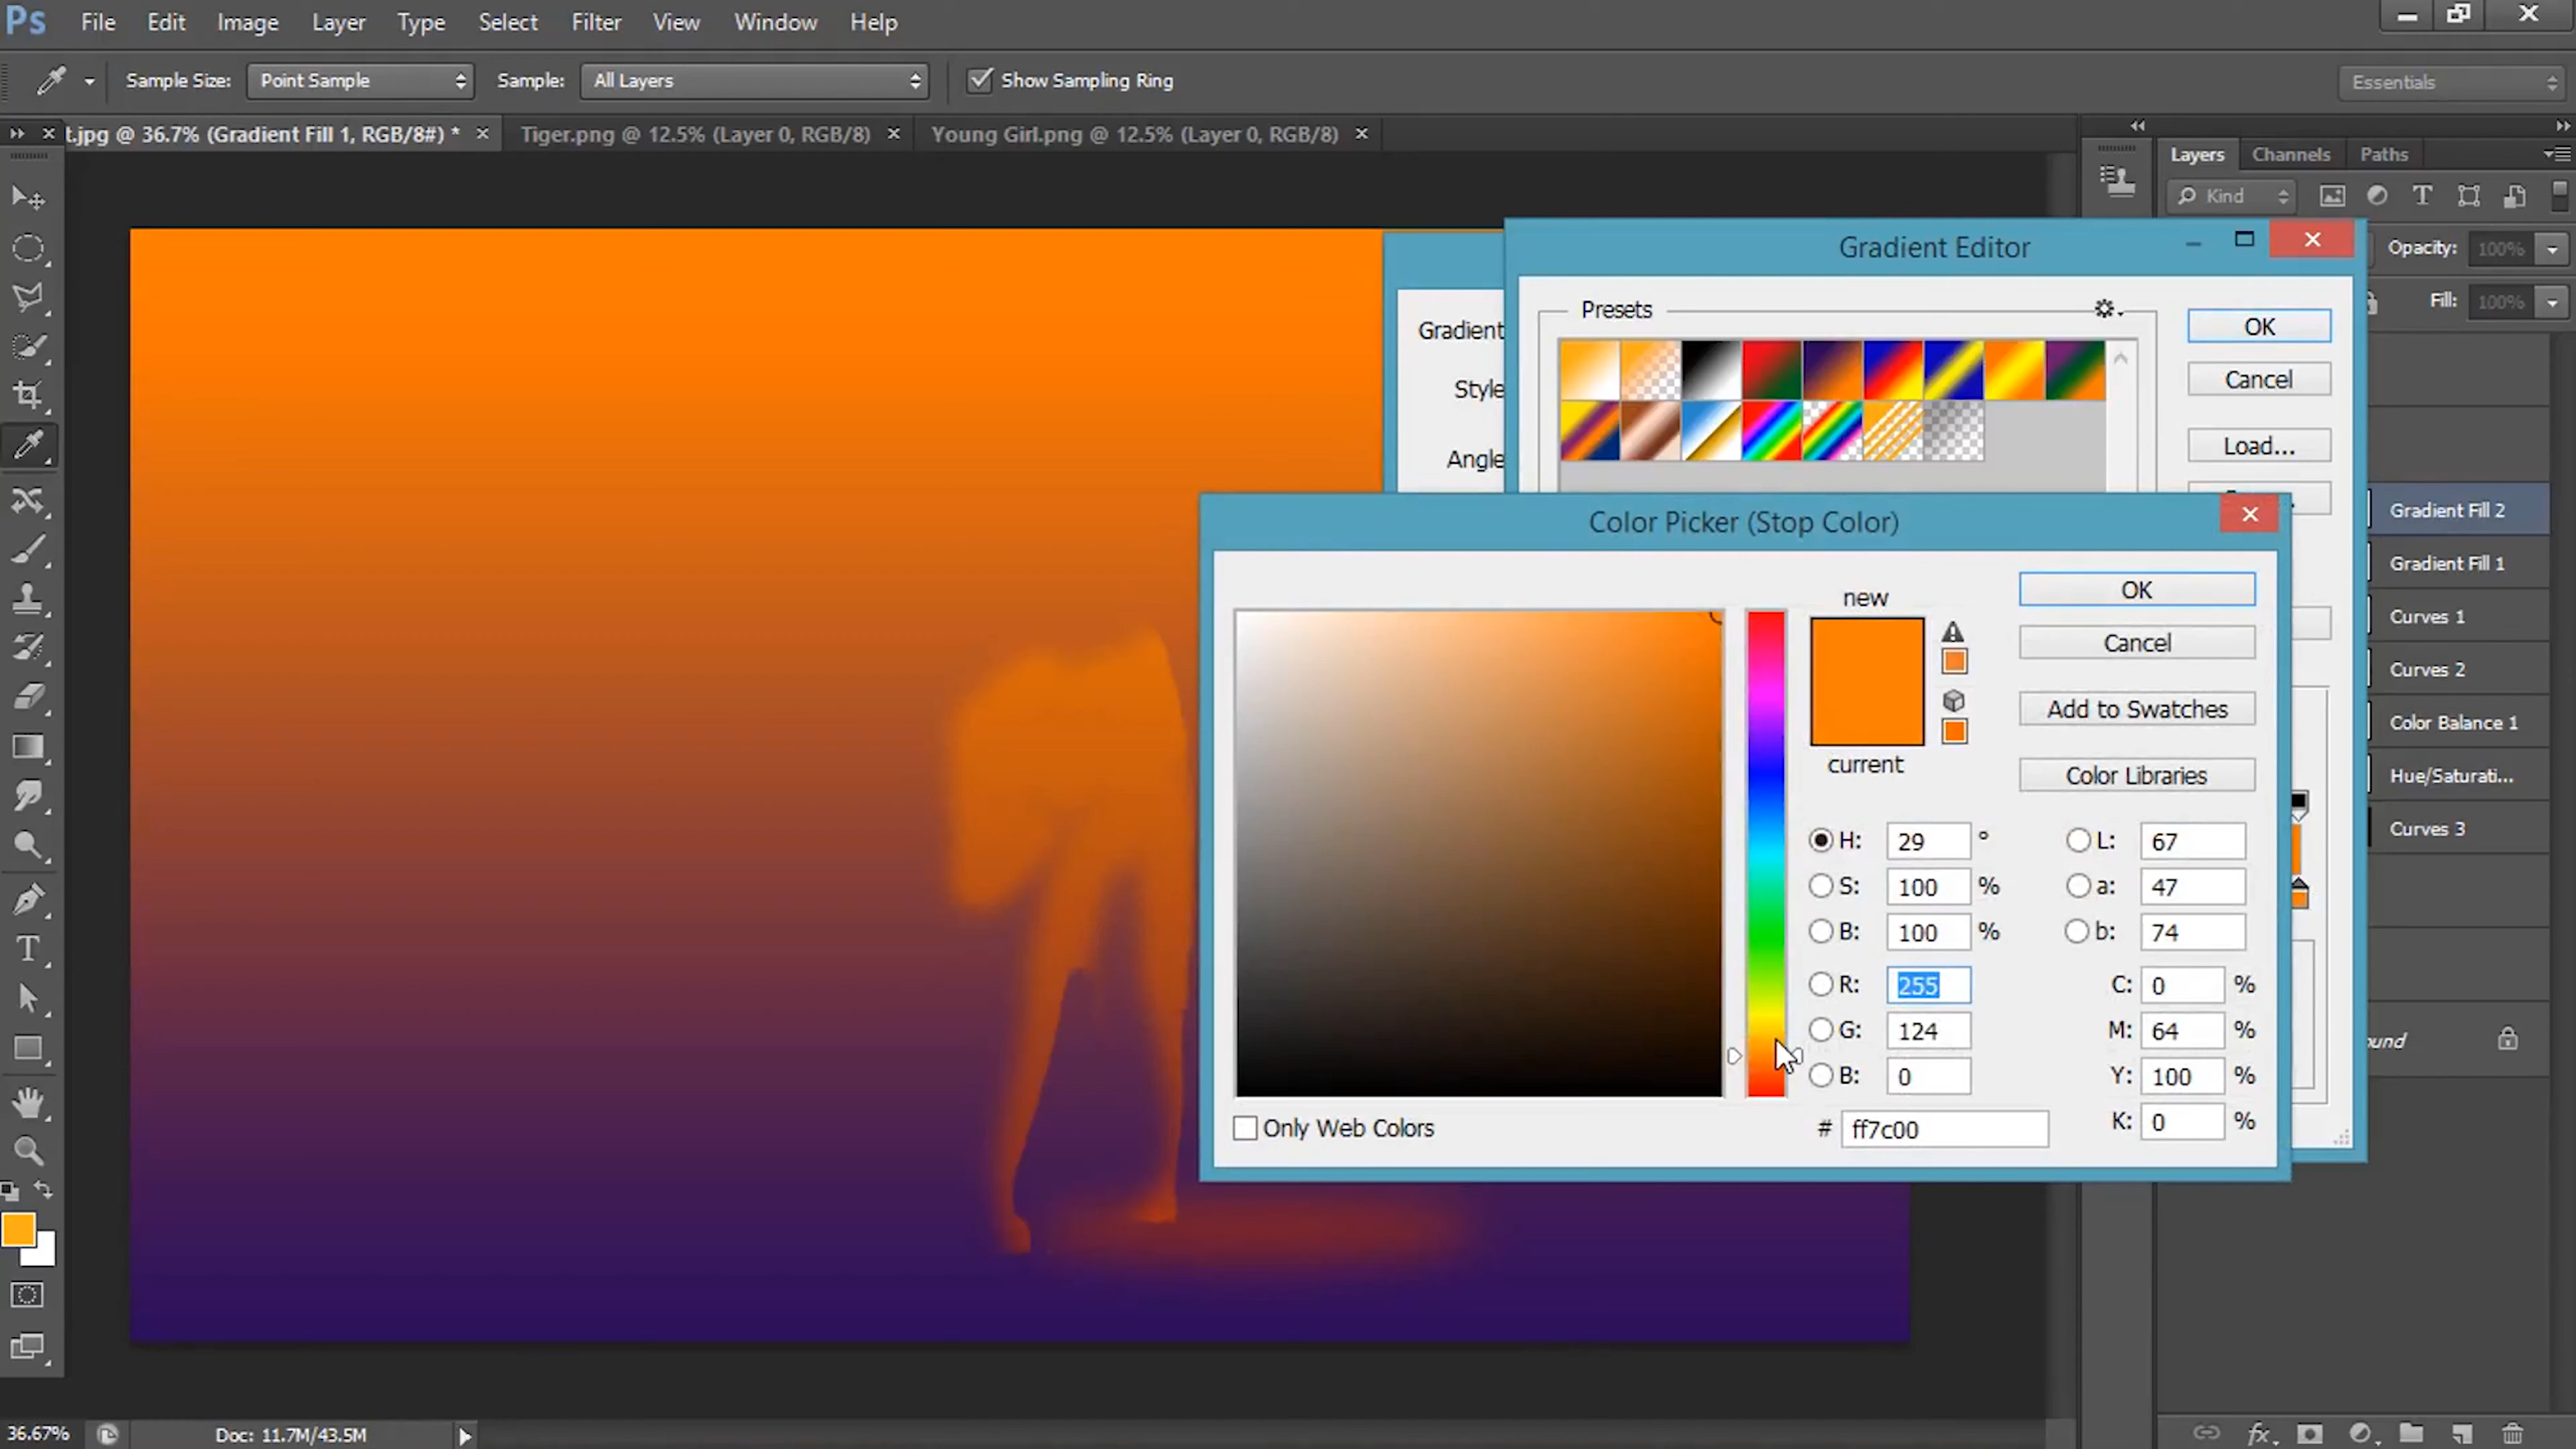 Ps File Edit Image Layer Type Select Filter View Window Help
Sample Size: Point Sample Sample: All Layers Show Sampling Ring Essentials
t.jpg @ 36.7% (Gradient Fill 1, RGB/8#) * Tiger.png @ 12.5% (Layer 0, RGB/8) Young Girl.png @ 12.5% (Layer 0, RGB/8)
Layers Channels Paths
Kind
Opacity: 100%
Fill: 100%
Gradient Fill 2
Gradient Fill 1
Curves 1
Curves 2
Color Balance 1
Hue/Saturati...
Curves 3
ound
Gradient
Style
Angle
Gradient Editor
Presets
OK
Cancel
Load...
Color Picker (Stop Color)
new
current
OK
Cancel
Add to Swatches
Color Libraries
H: 29 °
S: 100 %
B: 100 %
R: 255
G: 124
B: 0
# ff7c00
L: 67
a: 47
b: 74
C: 0 %
M: 64 %
Y: 100 %
K: 0 %
Only Web Colors
T
36.67% Doc: 11.7M/43.5M
fx